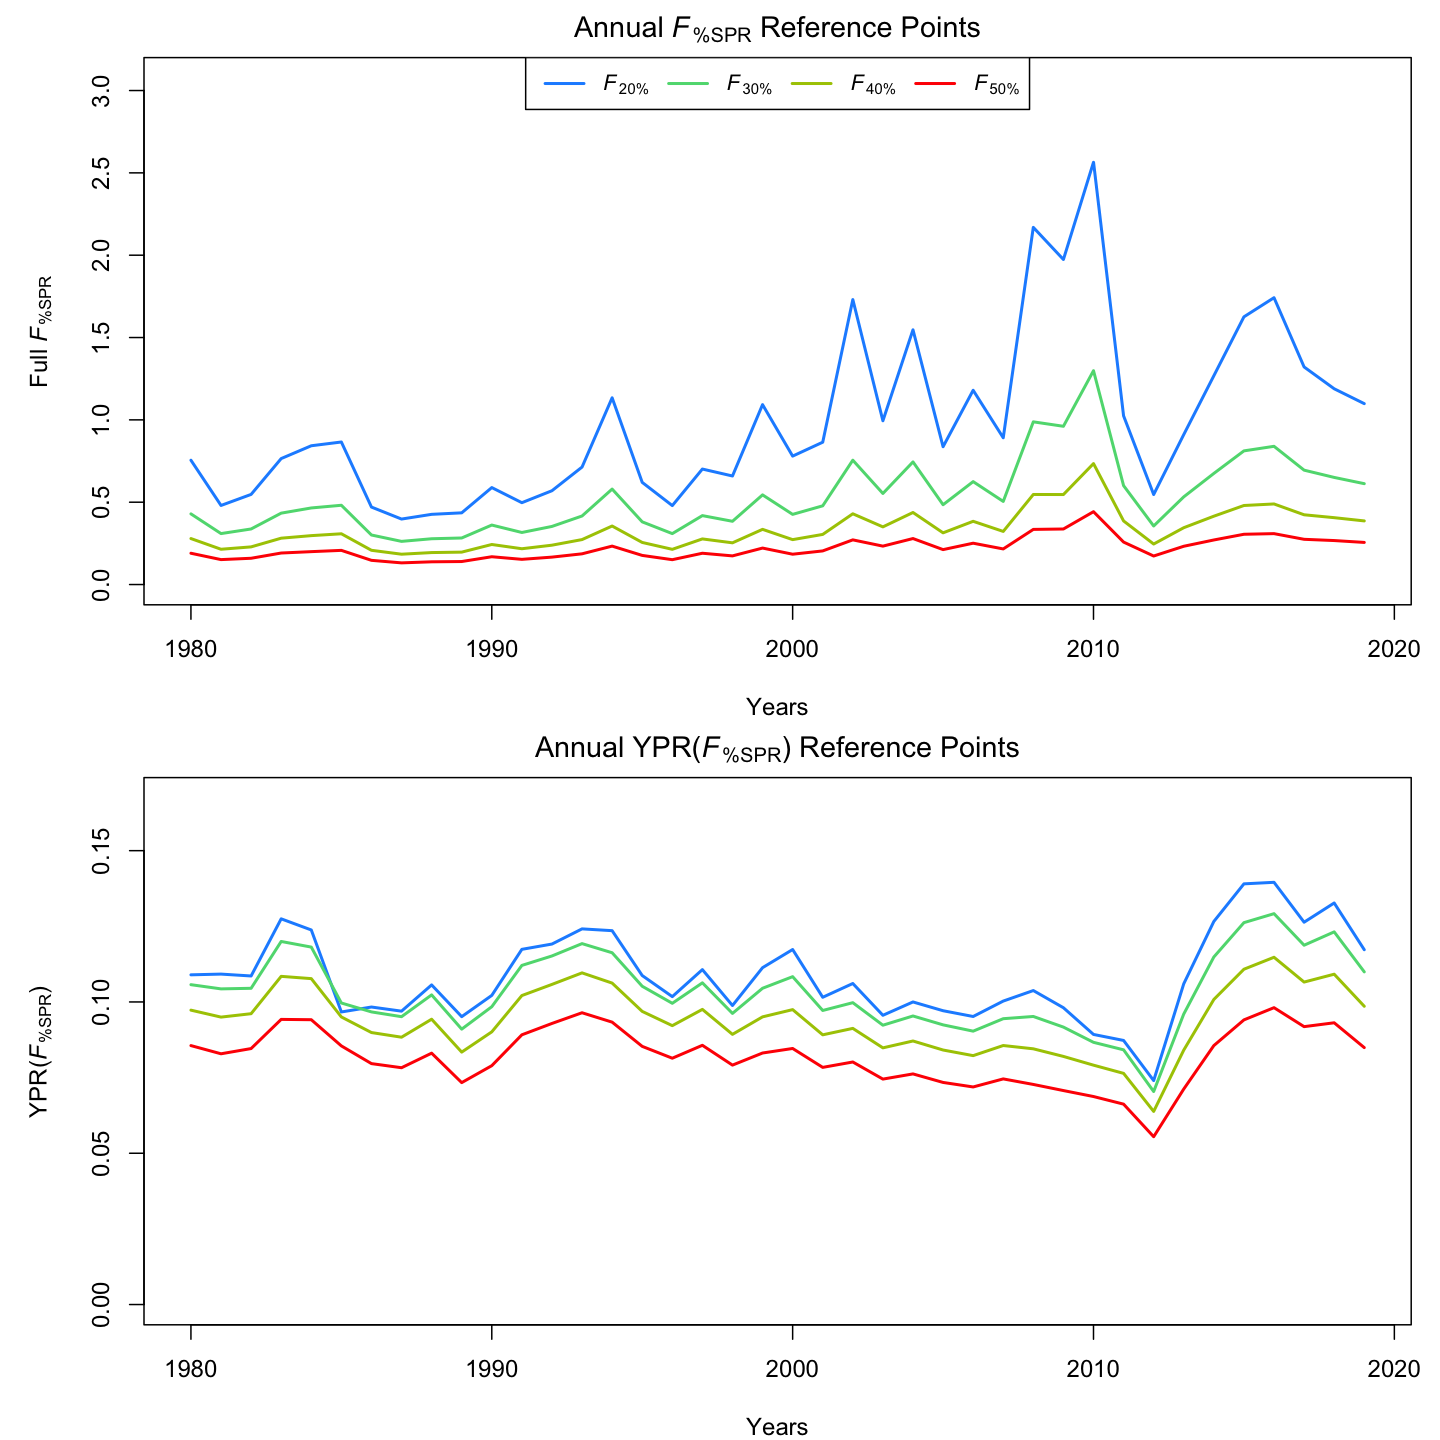 Annual F%SPR Reference Points
F20% F30% F40% F50%
Full F%SPR
3.0
2.5
2.0
1.5
1.0
0.5
0.0
1980 1990 2000 2010 2020
Years
Annual YPR(F%SPR) Reference Points
YPR(F%SPR)
0.15
0.10
0.05
0.00
1980 1990 2000 2010 2020
Years